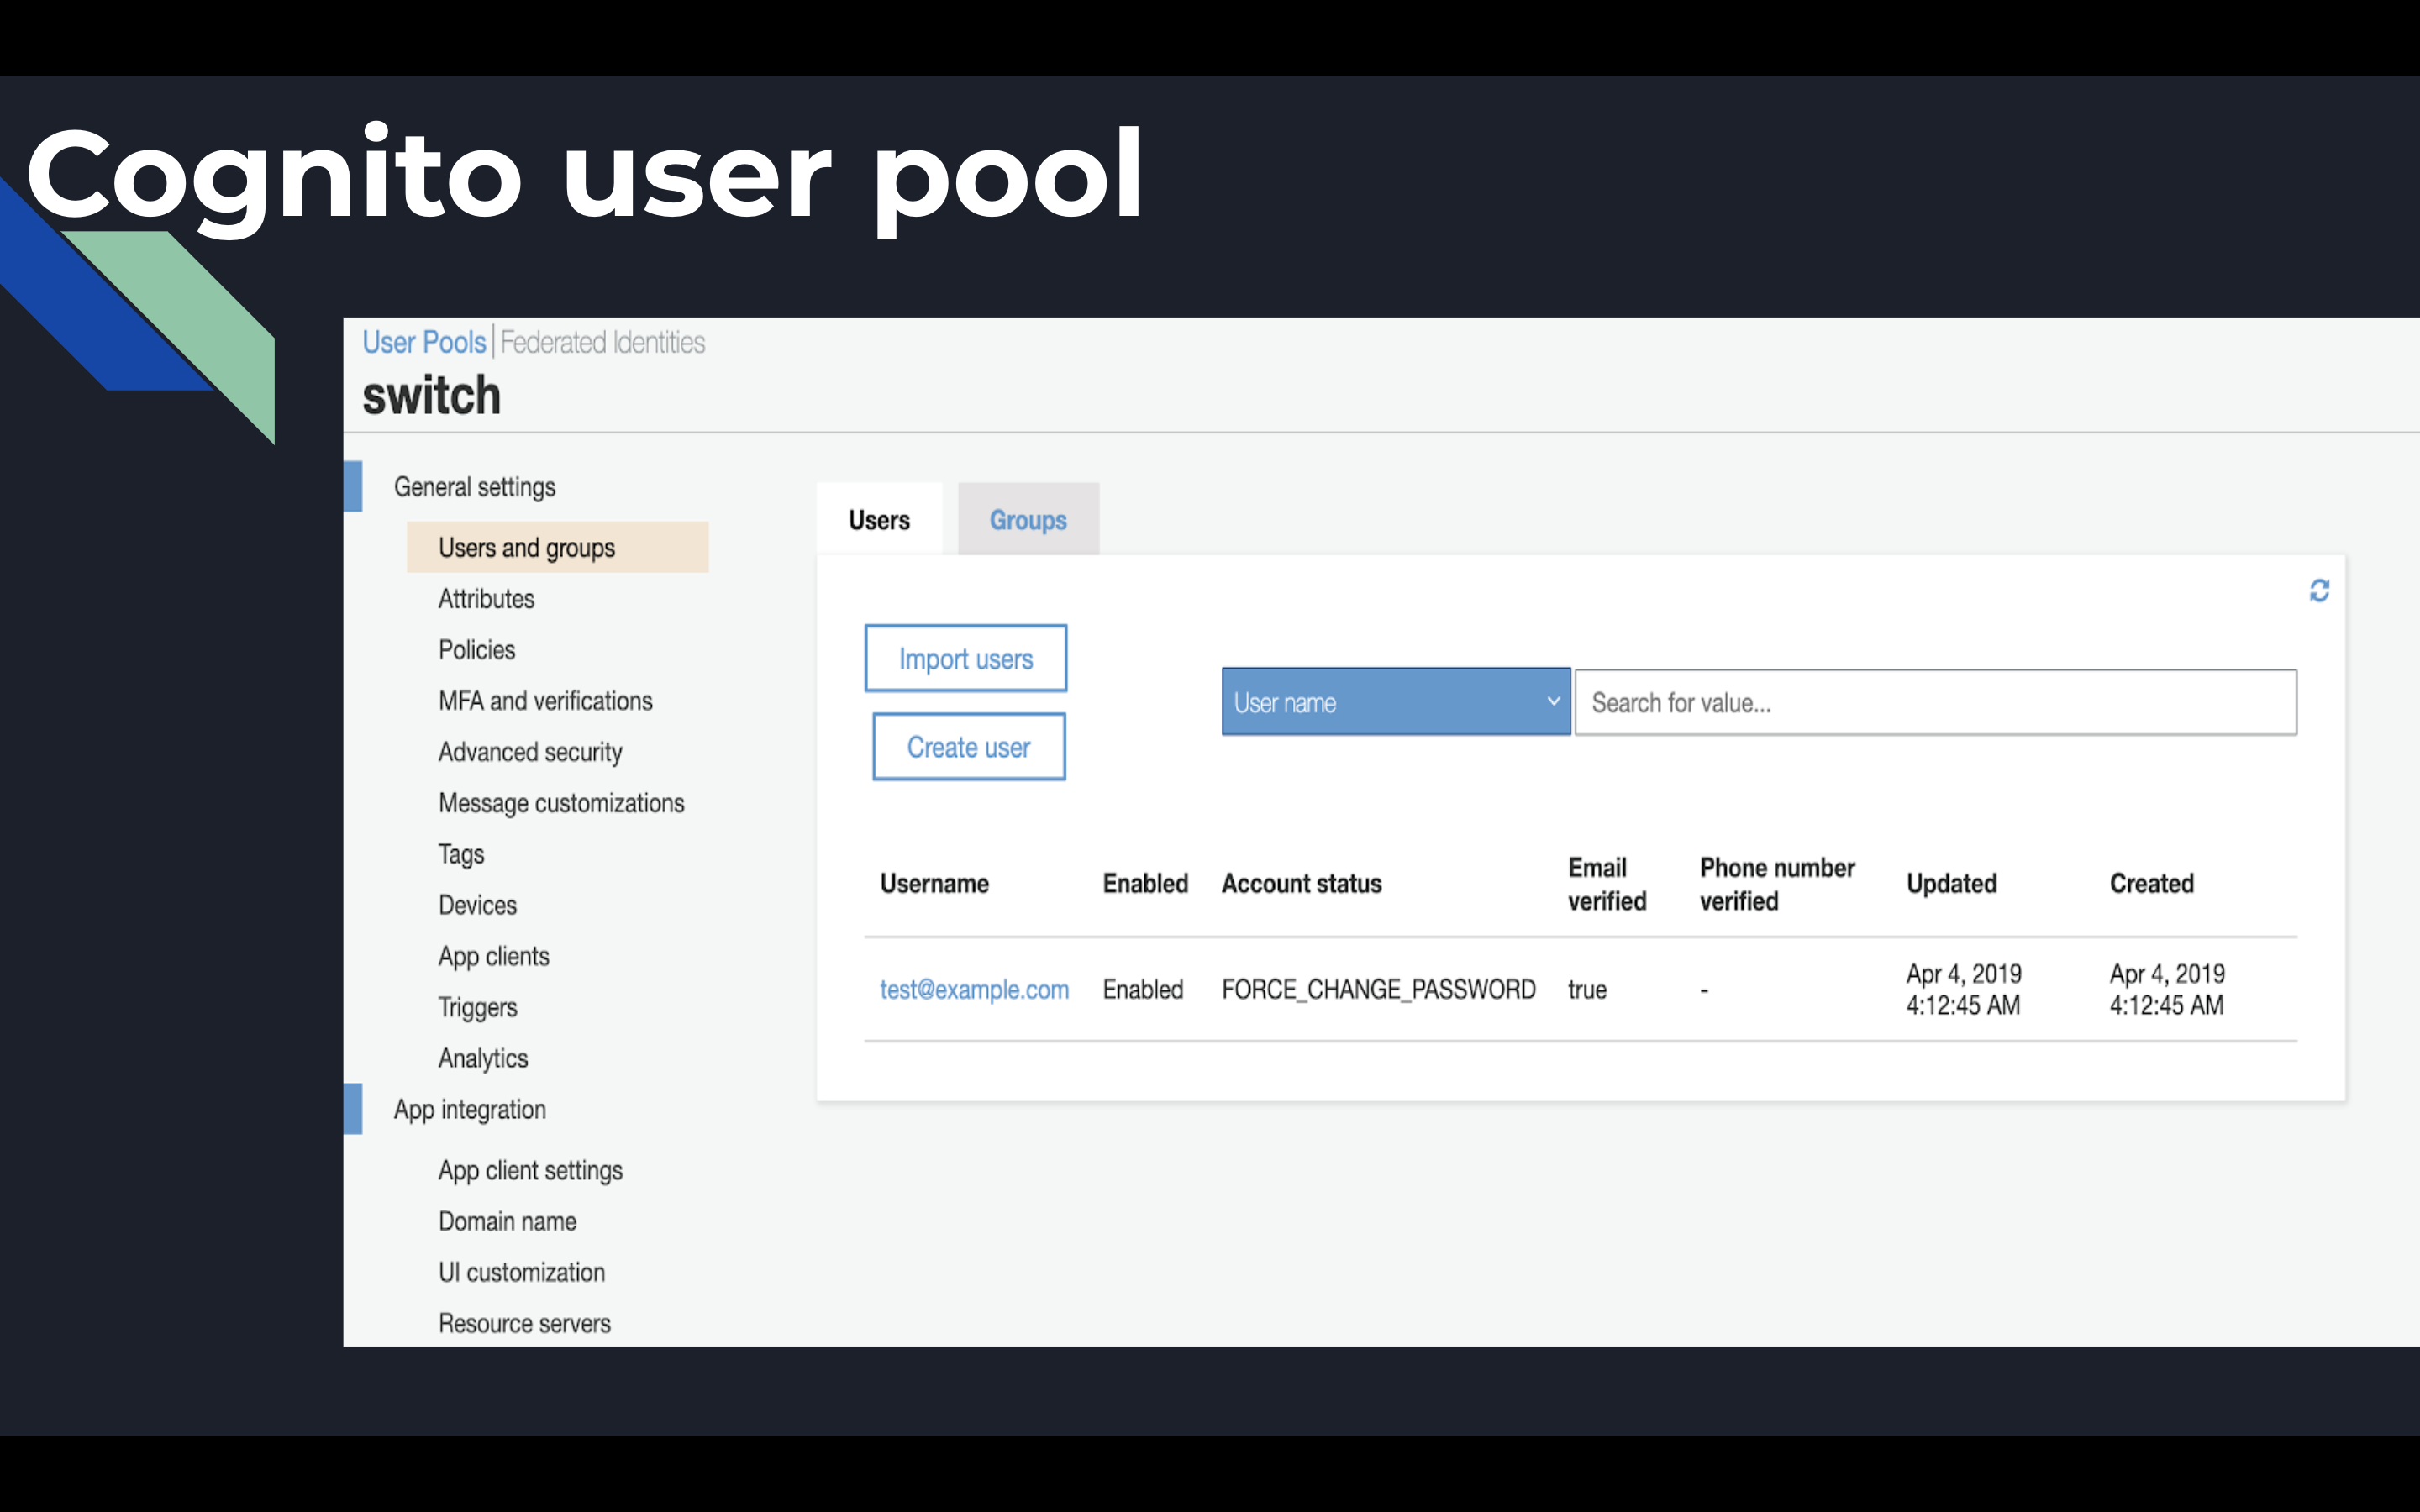 Cognito user pool
User Pools | Federated Identities
switch
General settings
Users and groups
Attributes
Policies
MFA and verifications
Advanced security
Message customizations
Tags
Devices
App clients
Triggers
Analytics
App integration
App client settings
Domain name
UI customization
Resource servers
Users Groups
Import users
Create user
User name Search for value...
Username Enabled Account status Email verified Phone number verified Updated Created
test@example.com Enabled FORCE_CHANGE_PASSWORD true - Apr 4, 2019 4:12:45 AM Apr 4, 2019 4:12:45 AM